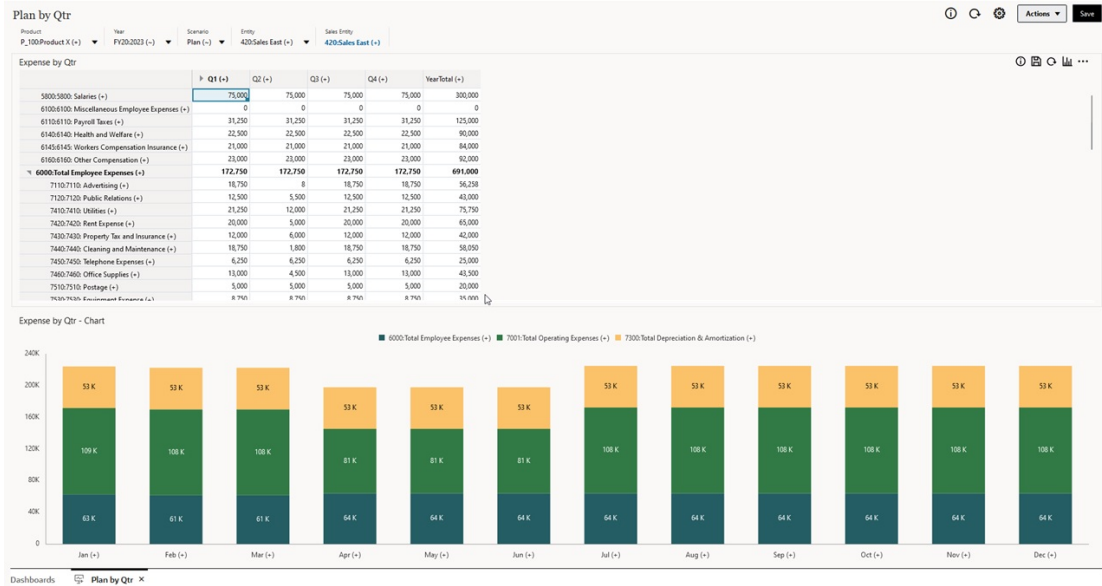 Plan by Qtr
Actions ▼ Save
Product Year Scenario Entity Sales Entity
P_100:Product X (+) ▼ FY20:2023 (~) ▼ Plan (~) ▼ 420:Sales East (+) ▼ 420:Sales East (+)
Expense by Qtr
Q1 (+) Q2 (+) Q3 (+) Q4 (+) YearTotal (+)
5800:5800: Salaries (+) 75,000 75,000 75,000 75,000 300,000
6100:6100: Miscellaneous Employee Expenses (+) 0 0 0 0 0
6110:6110: Payroll Taxes (+) 31,250 31,250 31,250 31,250 125,000
6140:6140: Health and Welfare (+) 22,500 22,500 22,500 22,500 90,000
6145:6145: Workers Compensation Insurance (+) 21,000 21,000 21,000 21,000 84,000
6160:6160: Other Compensation (+) 23,000 23,000 23,000 23,000 92,000
6000:Total Employee Expenses (+) 172,750 172,750 172,750 172,750 691,000
7110:7110: Advertising (+) 18,750 8 18,750 18,750 56,258
7120:7120: Public Relations (+) 12,500 5,500 12,500 12,500 43,000
7410:7410: Utilities (+) 21,250 12,000 21,250 21,250 75,750
7420:7420: Rent Expense (+) 20,000 5,000 20,000 20,000 65,000
7430:7430: Property Tax and Insurance (+) 12,000 6,000 12,000 12,000 42,000
7440:7440: Cleaning and Maintenance (+) 18,750 1,800 18,750 18,750 58,050
7450:7450: Telephone Expenses (+) 6,250 6,250 6,250 6,250 25,000
7460:7460: Office Supplies (+) 13,000 4,500 13,000 13,000 43,500
7510:7510: Postage (+) 5,000 5,000 5,000 5,000 20,000
7530:7530: Equipment Expense (+) 8,750 8,750 8,750 8,750 35,000
Expense by Qtr - Chart
6000:Total Employee Expenses (+) 7001:Total Operating Expenses (+) 7300:Total Depreciation & Amortization (+)
240K
200K
160K
120K
80K
40K
0
53 K 53 K 53 K 53 K 53 K 53 K 53 K 53 K 53 K 53 K 53 K 53 K
109 K 108 K 108 K 81 K 81 K 81 K 108 K 108 K 108 K 108 K 108 K 108 K
63 K 61 K 61 K 64 K 64 K 64 K 64 K 64 K 64 K 64 K 64 K 64 K
Jan (+) Feb (+) Mar (+) Apr (+) May (+) Jun (+) Jul (+) Aug (+) Sep (+) Oct (+) Nov (+) Dec (+)
Dashboards Plan by Qtr ×